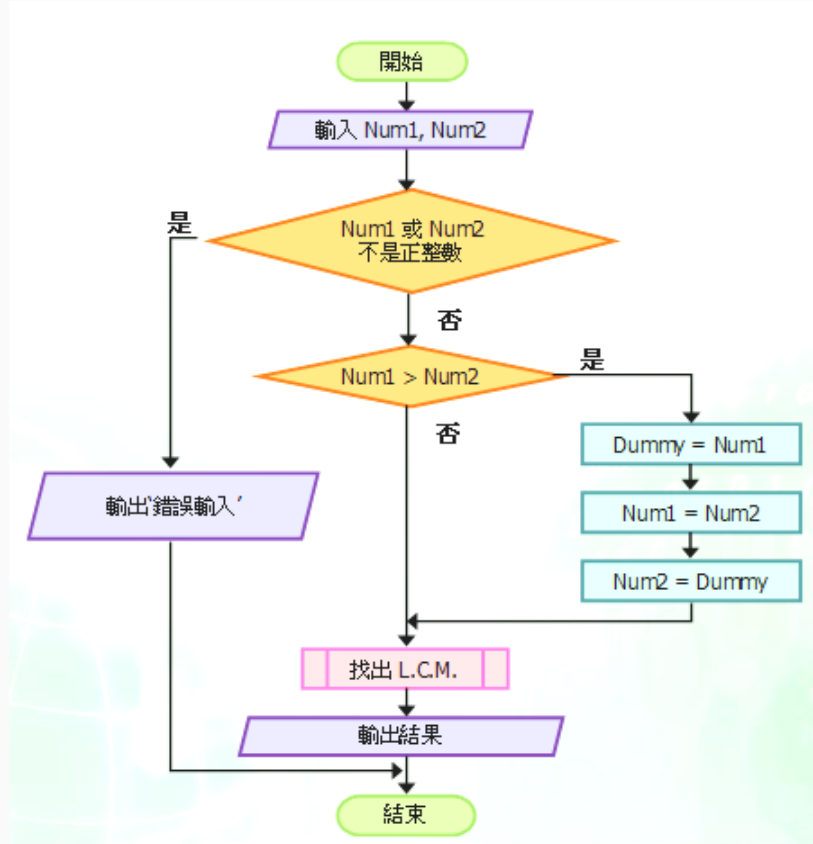 開始
輸入 Num1, Num2
是
Num1 或 Num2
不是正整數
否
Num1 > Num2
是
否
Dummy = Num1
Num1 = Num2
Num2 = Dummy
輸出‘錯誤輸入’
找出 L.C.M.
輸出結果
結束